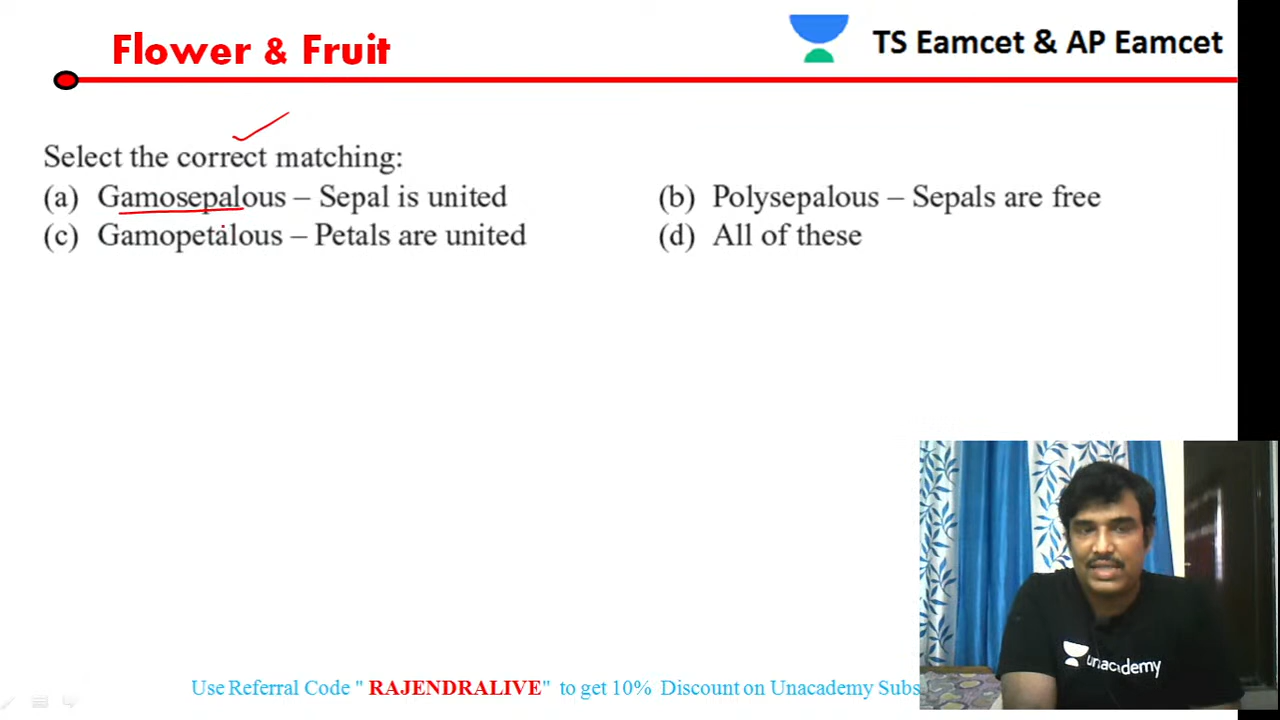 Flower & Fruit
TS Eamcet & AP Eamcet
Select the correct matching:
(a) Gamosepalous – Sepal is united
(b) Polysepalous – Sepals are free
(c) Gamopetalous – Petals are united
(d) All of these
unacademy
Use Referral Code " RAJENDRALIVE" to get 10% Discount on Unacademy Subs